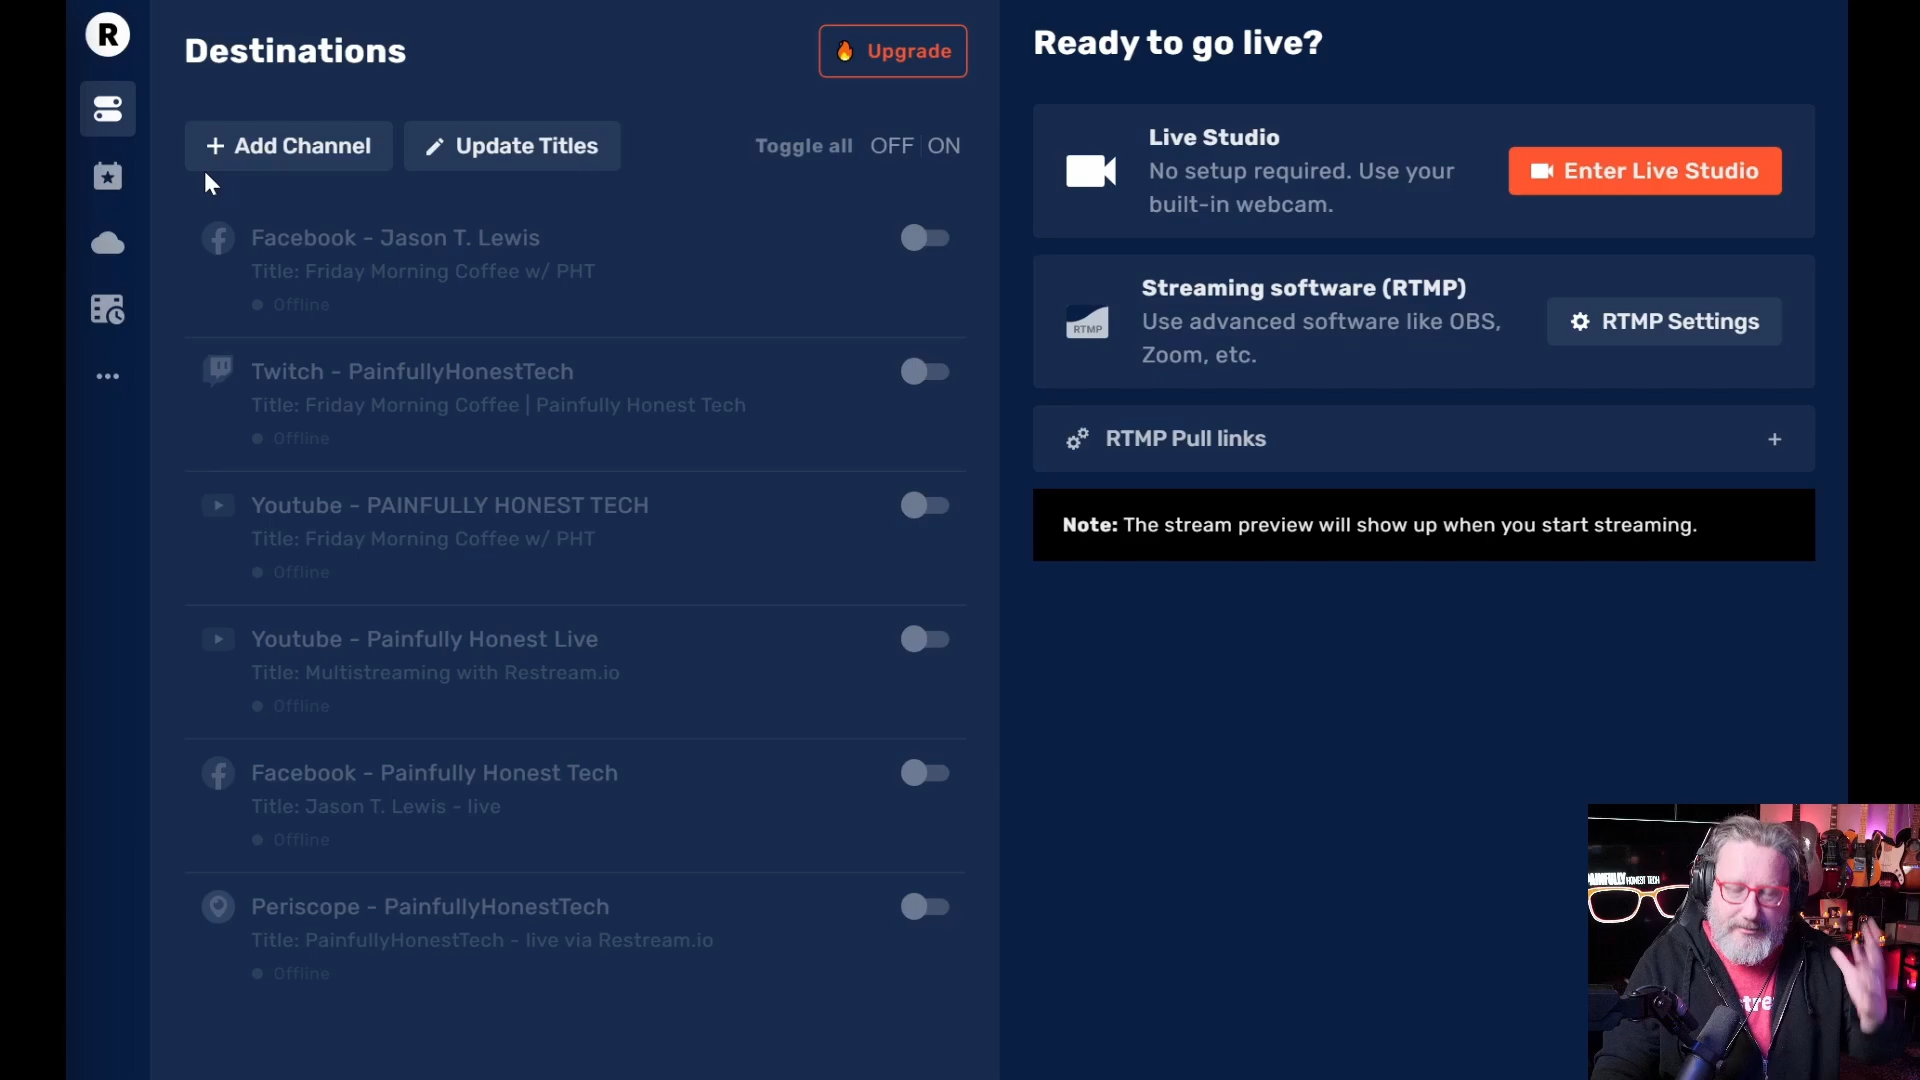 R
Destinations
Upgrade
+ Add Channel
Update Titles
Toggle all OFF ON
Facebook - Jason T. Lewis
Title: Friday Morning Coffee w/ PHT
Offline
Twitch - PainfullyHonestTech
Title: Friday Morning Coffee | Painfully Honest Tech
Offline
Youtube - PAINFULLY HONEST TECH
Title: Friday Morning Coffee w/ PHT
Offline
Youtube - Painfully Honest Live
Title: Multistreaming with Restream.io
Offline
Facebook - Painfully Honest Tech
Title: Jason T. Lewis - live
Offline
Periscope - PainfullyHonestTech
Title: PainfullyHonestTech - live via Restream.io
Offline
Ready to go live?
Live Studio
No setup required. Use your
built-in webcam.
Enter Live Studio
Streaming software (RTMP)
RTMP
Use advanced software like OBS,
Zoom, etc.
RTMP Settings
RTMP Pull links +
Note: The stream preview will show up when you start streaming.
PAINFULLY HONEST TECH